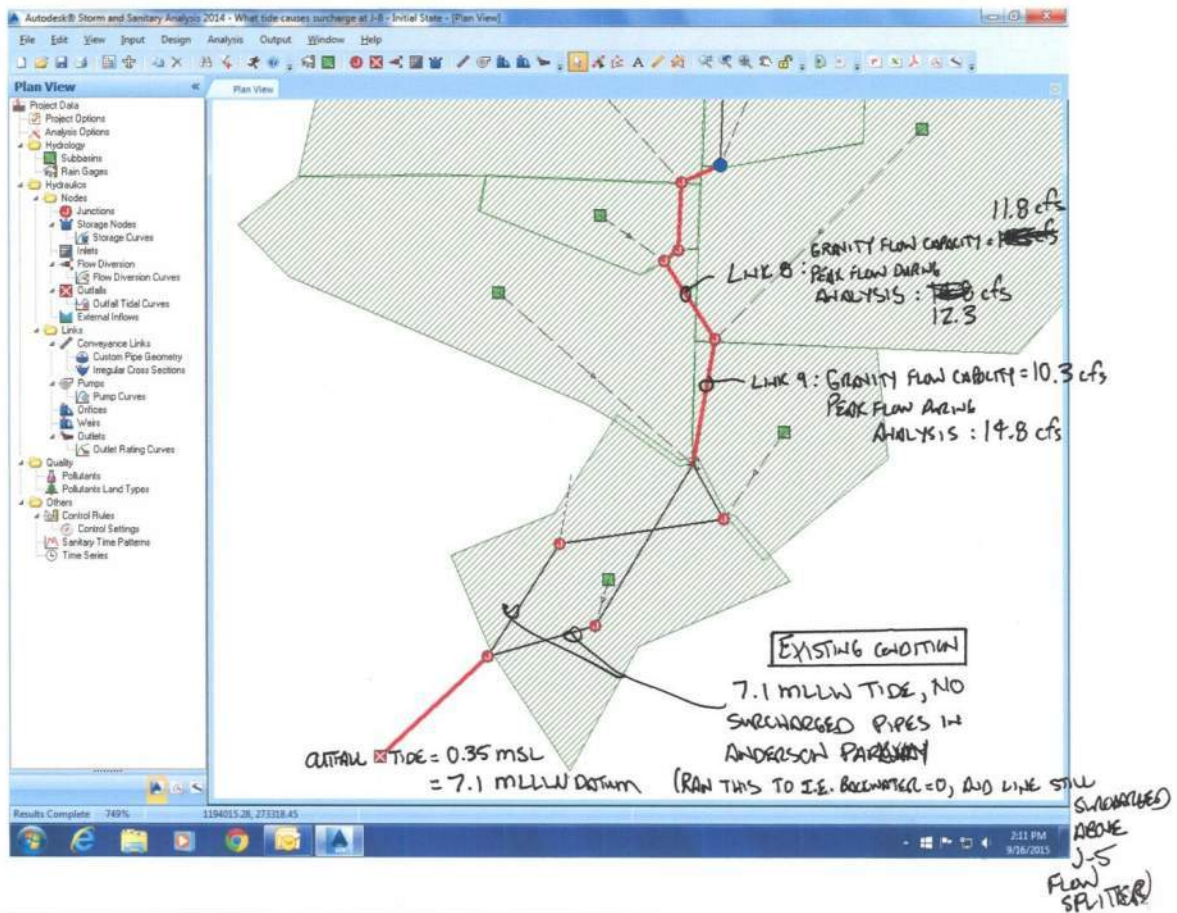 Autodesk® Storm and Sanitary Analysis 2014 - What tide causes surcharge at J-8 - Initial State - [Plan View]
File Edit View Input Design Analysis Output Window Help
Plan View
Plan View
Project Data
Project Options
Analysis Options
Hydrology
Subbasins
Rain Gages
Hydraulics
Nodes
Junctions
Storage Nodes
Storage Curves
Inlets
Flow Diversion
Flow Diversion Curves
Outfalls
Outfall Tidal Curves
External Inflows
Links
Conveyance Links
Custom Pipe Geometry
Irregular Cross Sections
Pumps
Pump Curves
Orifices
Weirs
Outlets
Outlet Rating Curves
Quality
Pollutants
Pollutants Land Types
Others
Control Rules
Control Settings
Sanitary Time Patterns
Time Series
11.8 cfs
GRAVITY FLOW CAPACITY =
LINK 8 : PEAK FLOW DURING
ANALYSIS : cfs
12.3
LINK 9 : GRAVITY FLOW CAPACITY = 10.3 cfs
PEAK FLOW DURING
ANALYSIS : 14.8 cfs
EXISTING CONDITION
7.1 MLLW TIDE, NO
SURCHARGED PIPES IN
ANDERSON PARKWAY
OUTFALL TIDE = 0.35 MSL
= 7.1 MLLW DATUM (RAN THIS TO I.E. BACKWATER = 0, AND LINE STILL
SURCHARGED
ABOVE
J-5
FLOW
SPLITTER)
Results Complete 749% 1194015.28, 273318.45
2:11 PM
9/16/2015